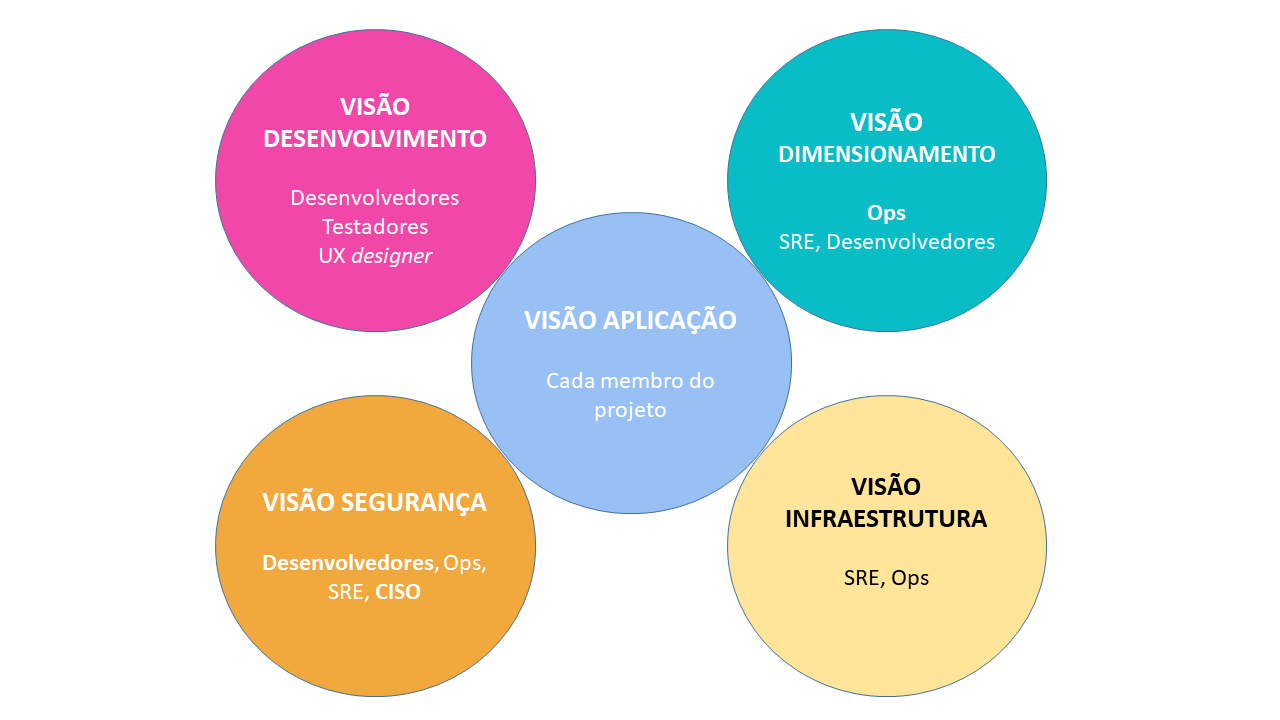 VISÃO
DESENVOLVIMENTO
Desenvolvedores
Testadores
UX designer
VISÃO
DIMENSIONAMENTO
Ops
SRE, Desenvolvedores
VISÃO APLICAÇÃO
Cada membro do
projeto
VISÃO SEGURANÇA
Desenvolvedores, Ops,
SRE, CISO
VISÃO
INFRAESTRUTURA
SRE, Ops